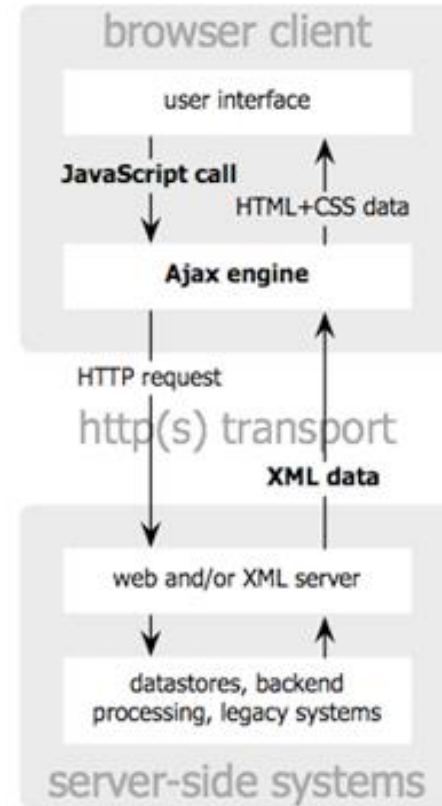 browser client
user interface
JavaScript call
HTML+CSS data
Ajax engine
HTTP request
http(s) transport
XML data
web and/or XML server
datastores, backend
processing, legacy systems
server-side systems